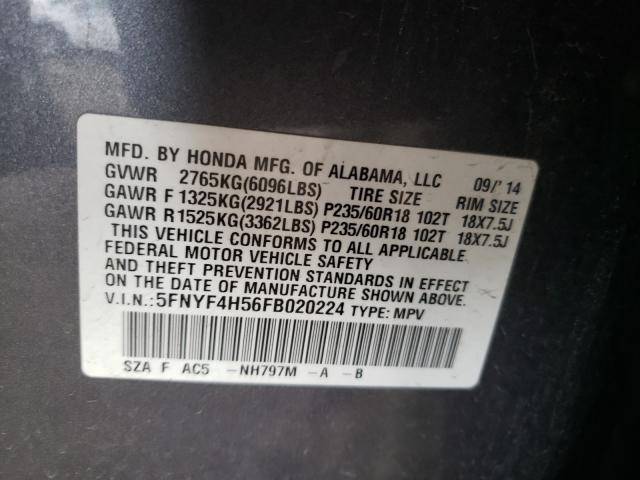 MFD. BY HONDA MFG. OF ALABAMA, LLC 09/'14
GVWR 2765KG(6096LBS) TIRE SIZE RIM SIZE
GAWR F 1325KG(2921LBS) P235/60R18 102T 18X7.5J
GAWR R1525KG(3362LBS) P235/60R18 102T 18X7.5J
THIS VEHICLE CONFORMS TO ALL APPLICABLE
FEDERAL MOTOR VEHICLE SAFETY
AND THEFT PREVENTION STANDARDS IN EFFECT
ON THE DATE OF MANUFACTURE SHOWN ABOVE.
V.I.N.:5FNYF4H56FB020224 TYPE: MPV
SZA F AC5 -NH797M -A -B